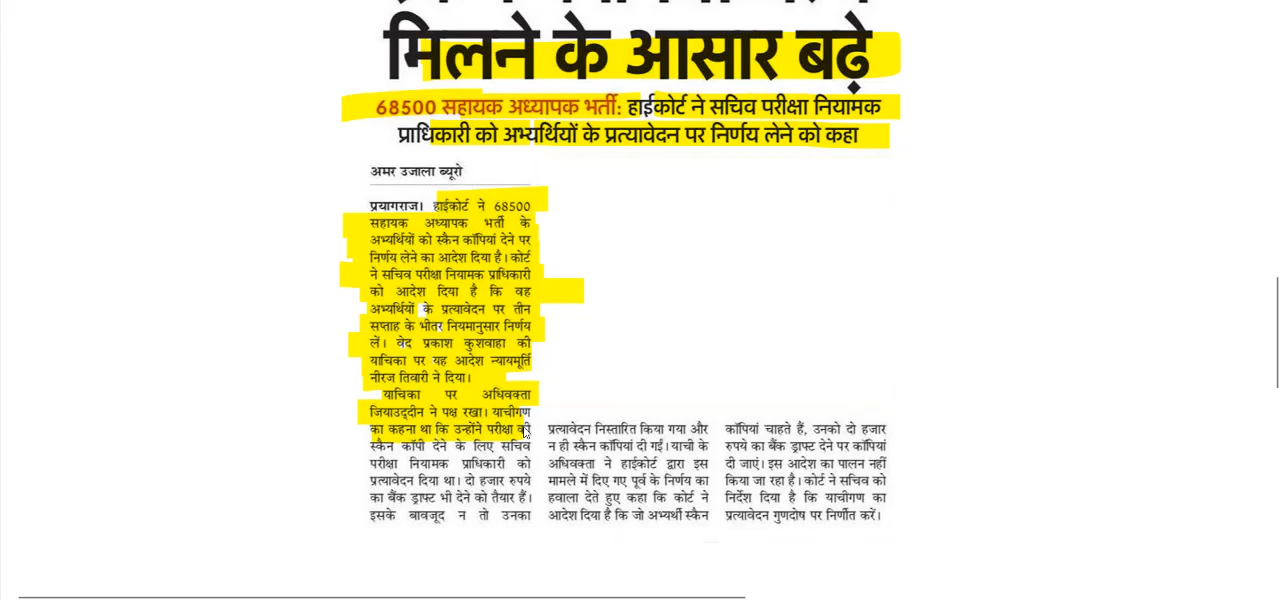 मिलने के आसार बढ़े
68500 सहायक अध्यापक भर्ती: हाईकोर्ट ने सचिव परीक्षा नियामक
प्राधिकारी को अभ्यर्थियों के प्रत्यावेदन पर निर्णय लेने को कहा
अमर उजाला ब्यूरो
प्रयागराज। हाईकोर्ट ने 68500
सहायक अध्यापक भर्ती के
अभ्यर्थियों को स्कैन कॉपियां देने पर
निर्णय लेने का आदेश दिया है। कोर्ट
ने सचिव परीक्षा नियामक प्राधिकारी
को आदेश दिया है कि वह
अभ्यर्थियों के प्रत्यावेदन पर तीन
सप्ताह के भीतर नियमानुसार निर्णय
लें। वेद प्रकाश कुशवाहा की
याचिका पर यह आदेश न्यायमूर्ति
नीरज तिवारी ने दिया।
याचिका पर अधिवक्ता
जियाउद्दीन ने पक्ष रखा। याचीगण
का कहना था कि उन्होंने परीक्षा की
स्कैन कॉपी देने के लिए सचिव
परीक्षा नियामक प्राधिकारी को
प्रत्यावेदन दिया था। दो हजार रुपये
का बैंक ड्राफ्ट भी देने को तैयार हैं।
इसके बावजूद न तो उनका
प्रत्यावेदन निस्तारित किया गया और
न ही स्कैन कॉपियां दी गईं। याची के
अधिवक्ता ने हाईकोर्ट द्वारा इस
मामले में दिए गए पूर्व के निर्णय का
हवाला देते हुए कहा कि कोर्ट ने
आदेश दिया है कि जो अभ्यर्थी स्कैन
कॉपियां चाहते हैं, उनको दो हजार
रुपये का बैंक ड्राफ्ट देने पर कॉपियां
दी जाएं। इस आदेश का पालन नहीं
किया जा रहा है। कोर्ट ने सचिव को
निर्देश दिया है कि याचीगण का
प्रत्यावेदन गुणदोष पर निर्णीत करें।